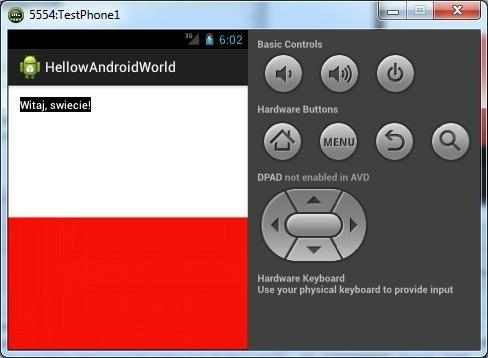 5554:TestPhone1
3G
6:02
HellowAndroidWorld
Witaj, swiecie!
Basic Controls
Hardware Buttons
MENU
DPAD not enabled in AVD
Hardware Keyboard
Use your physical keyboard to provide input